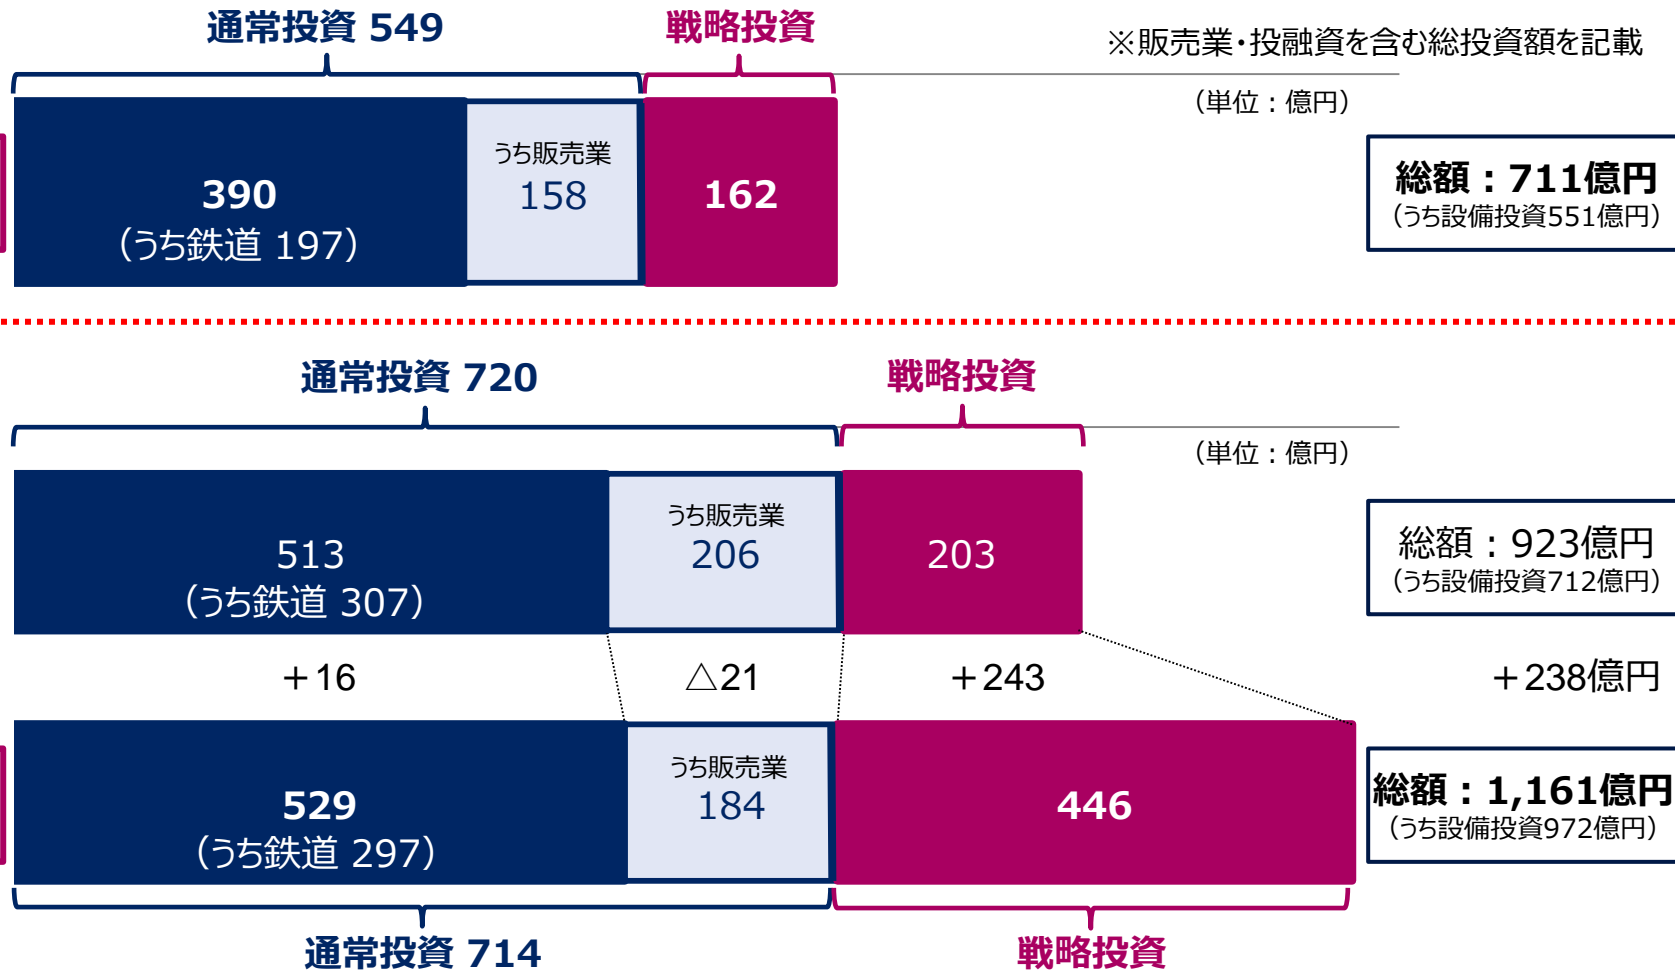 通常投資 549
戦略投資
※販売業・投融資を含む総投資額を記載
（単位：億円）
390
（うち鉄道 197）
うち販売業
158
162
総額：711億円
（うち設備投資551億円）
通常投資 720
戦略投資
（単位：億円）
513
（うち鉄道 307）
うち販売業
206
203
総額：923億円
（うち設備投資712億円）
＋16
△21
＋243
＋238億円
529
（うち鉄道 297）
うち販売業
184
446
総額：1,161億円
（うち設備投資972億円）
通常投資 714
戦略投資